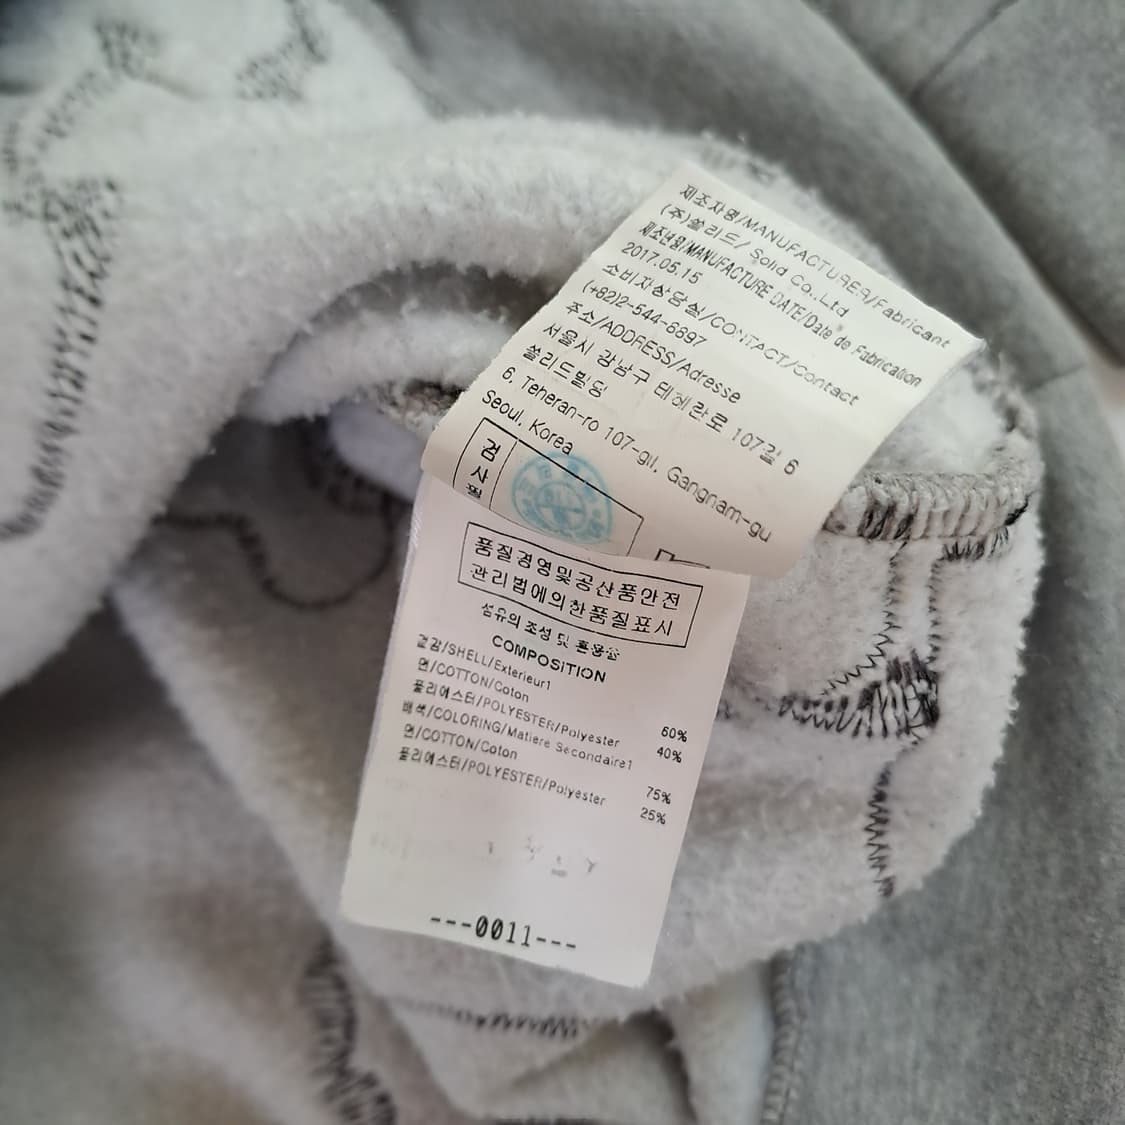 제조자명/MANUFACTURER/Fabricant
(주)쏠리드/ Solid Co.,Ltd
제조년월/MANUFACTURE DATE/Date de Fabrication
2017.05.15
소비자상담실/CONTACT/Contact
(+82)2-544-6897
주소/ADDRESS/Adresse
서울시 강남구 테헤란로 107길 6
쏠리드빌딩
6, Teheran-ro 107-gil, Gangnam-gu
Seoul, Korea
검사필
품질경영및공산품안전
관리법에의한품질표시
섬유의 조성 및 혼용율
COMPOSITION
겉감/SHELL/Exterieur1
면/COTTON/Coton 60%
폴리에스터/POLYESTER/Polyester 40%
배색/COLORING/Matiere Secondaire1
면/COTTON/Coton 75%
폴리에스터/POLYESTER/Polyester 25%
---0011---